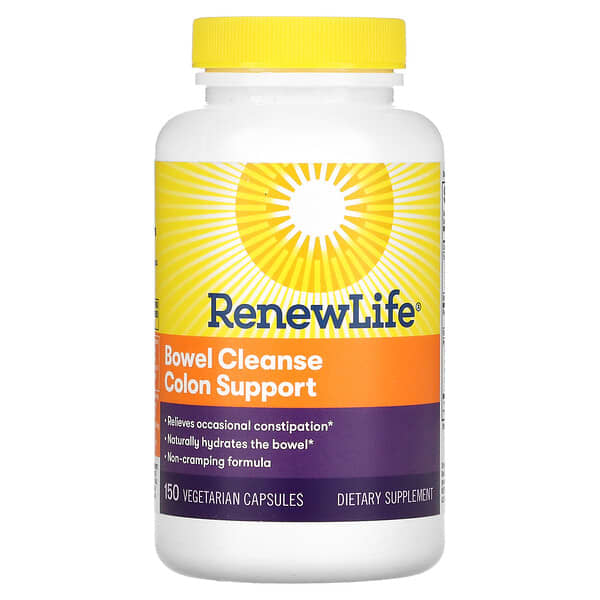 RenewLife®
Bowel Cleanse
Colon Support
• Relieves occasional constipation*
• Naturally hydrates the bowel*
• Non-cramping formula
150 VEGETARIAN CAPSULES DIETARY SUPPLEMENT